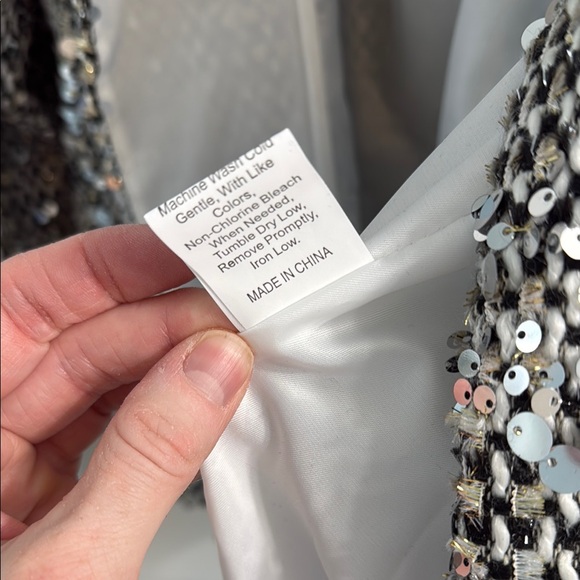 Machine Wash Cold
Gentle, With Like
Colors,
Non-Chlorine Bleach
When Needed,
Tumble Dry Low,
Remove Promptly,
Iron Low.
MADE IN CHINA